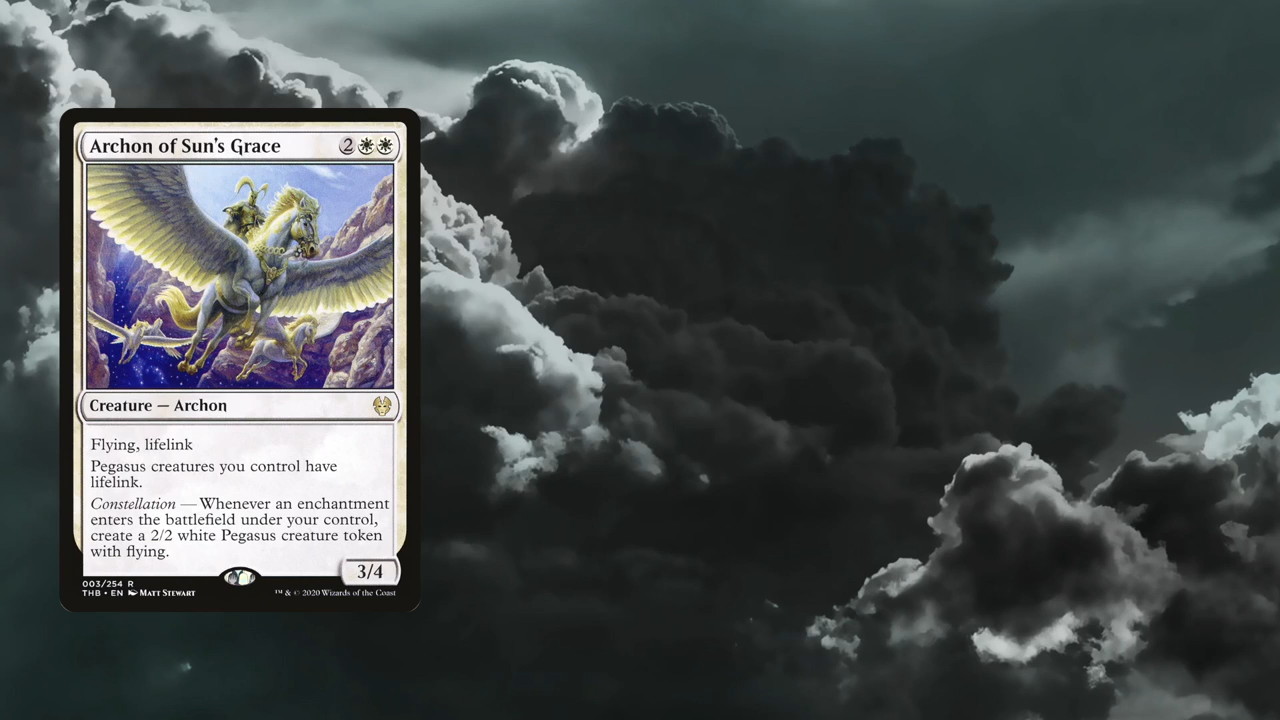 Archon of Sun's Grace 2
Creature — Archon
Flying, lifelink
Pegasus creatures you control have
lifelink.
Constellation — Whenever an enchantment
enters the battlefield under your control,
create a 2/2 white Pegasus creature token
with flying.
3/4
003/254 R
THB • EN Matt Stewart
™ & © 2020 Wizards of the Coast